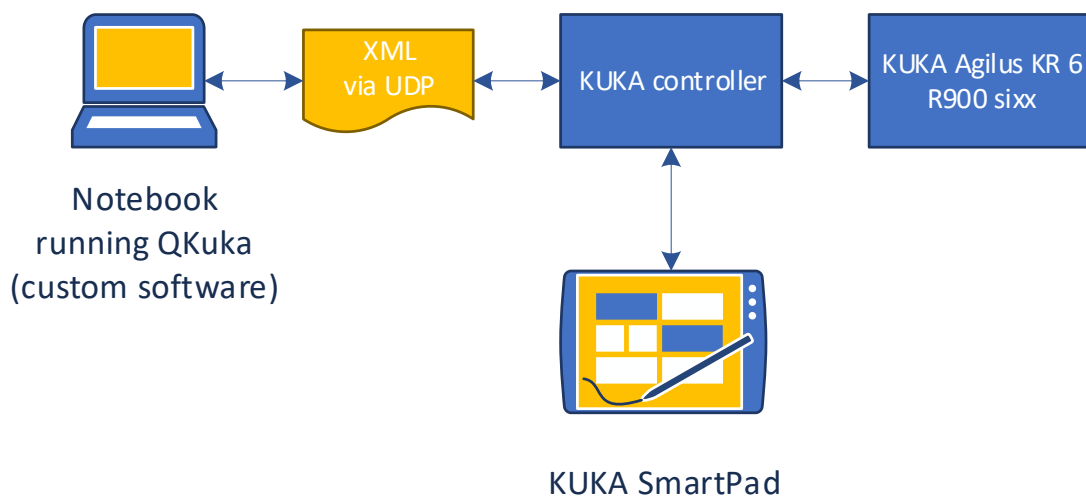 XML
via UDP
KUKA controller
KUKA Agilus KR 6
R900 sixx
Notebook
running QKuka
(custom software)
KUKA SmartPad